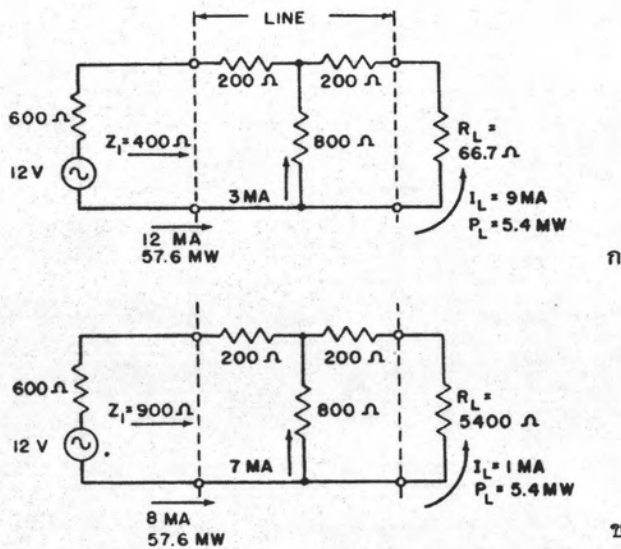 LINE
200 Ω
200 Ω
600 Ω
Z₁=400 Ω
800 Ω
R_L =
66.7 Ω
12 V
3 MA
I_L = 9 MA
P_L = 5.4 MW
12 MA
57.6 MW
ก
200 Ω
200 Ω
600 Ω
Z₁=900 Ω
800 Ω
R_L =
5400 Ω
12 V
7 MA
I_L = 1 MA
P_L = 5.4 MW
8 MA
57.6 MW
ข